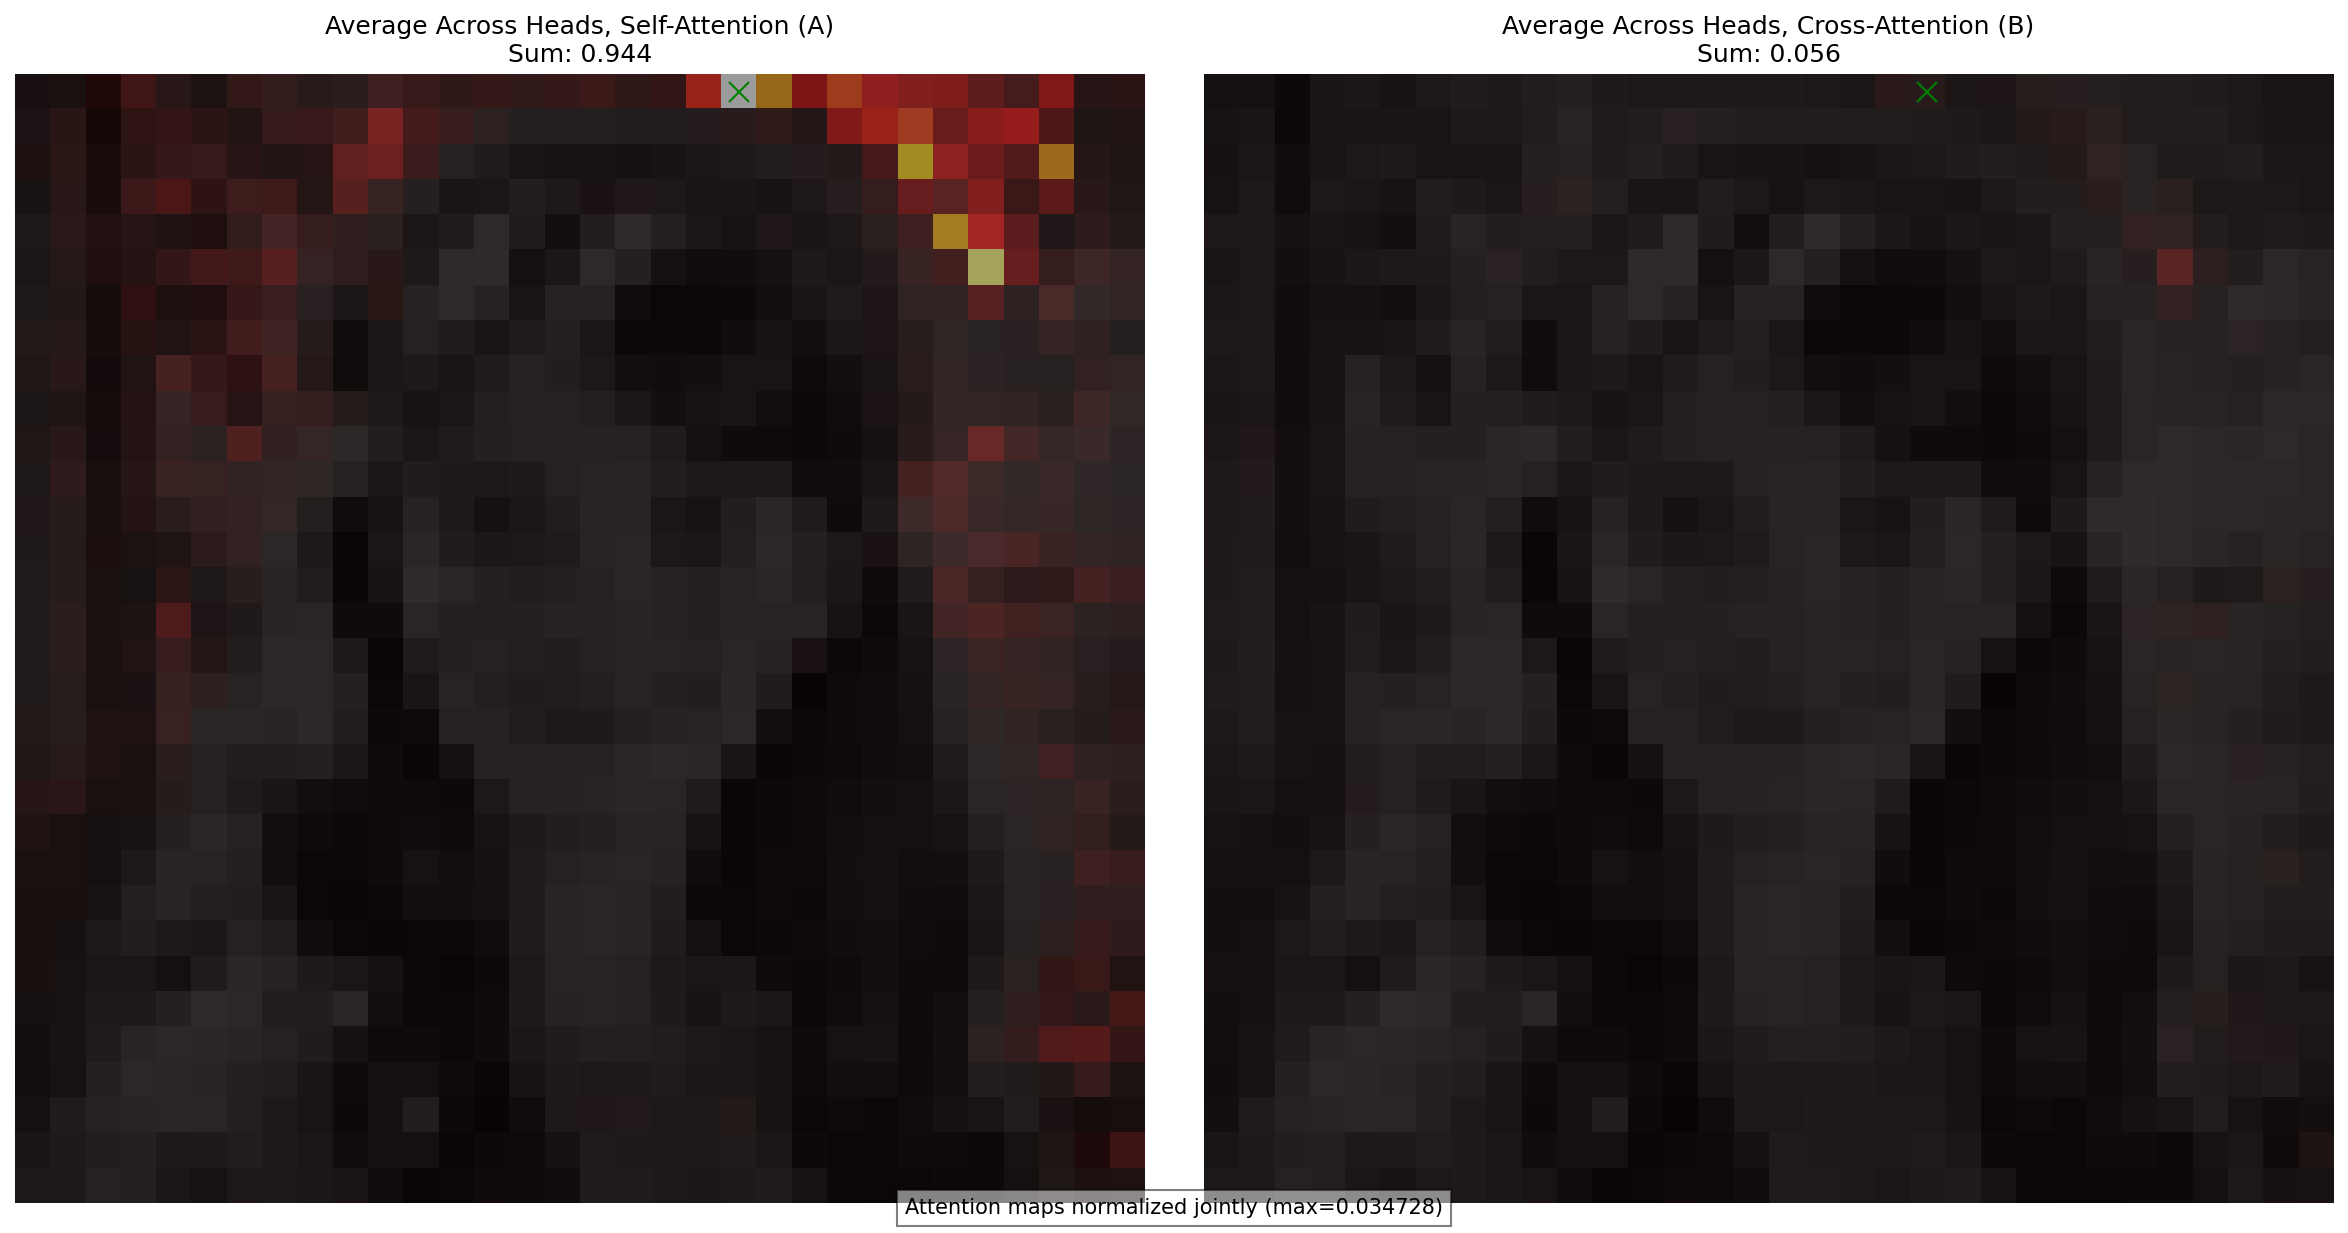 Average Across Heads, Self-Attention (A)
Sum: 0.944
Average Across Heads, Cross-Attention (B)
Sum: 0.056
Attention maps normalized jointly (max=0.034728)